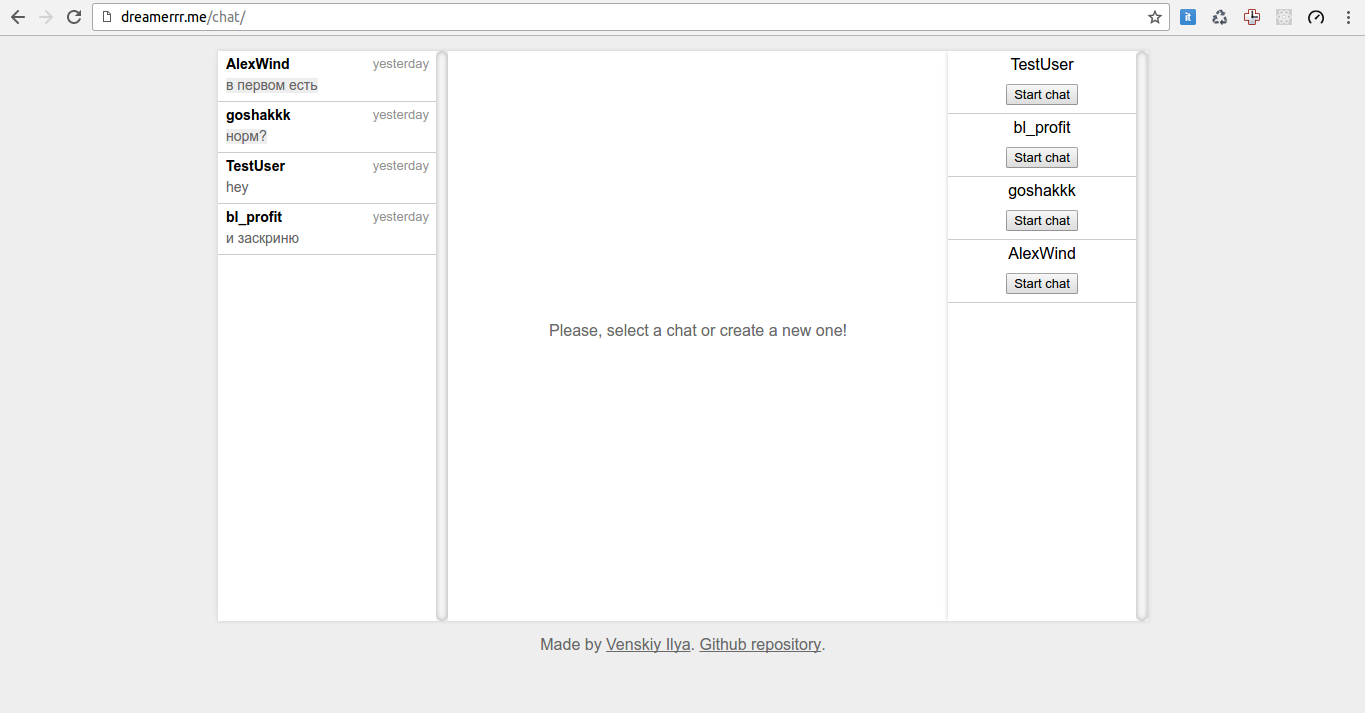 dreamerrr.me/chat/
AlexWind yesterday
в первом есть
goshakkk yesterday
норм?
TestUser yesterday
hey
bl_profit yesterday
и заскриню
Please, select a chat or create a new one!
TestUser
Start chat
bl_profit
Start chat
goshakkk
Start chat
AlexWind
Start chat
Made by Venskiy Ilya. Github repository.